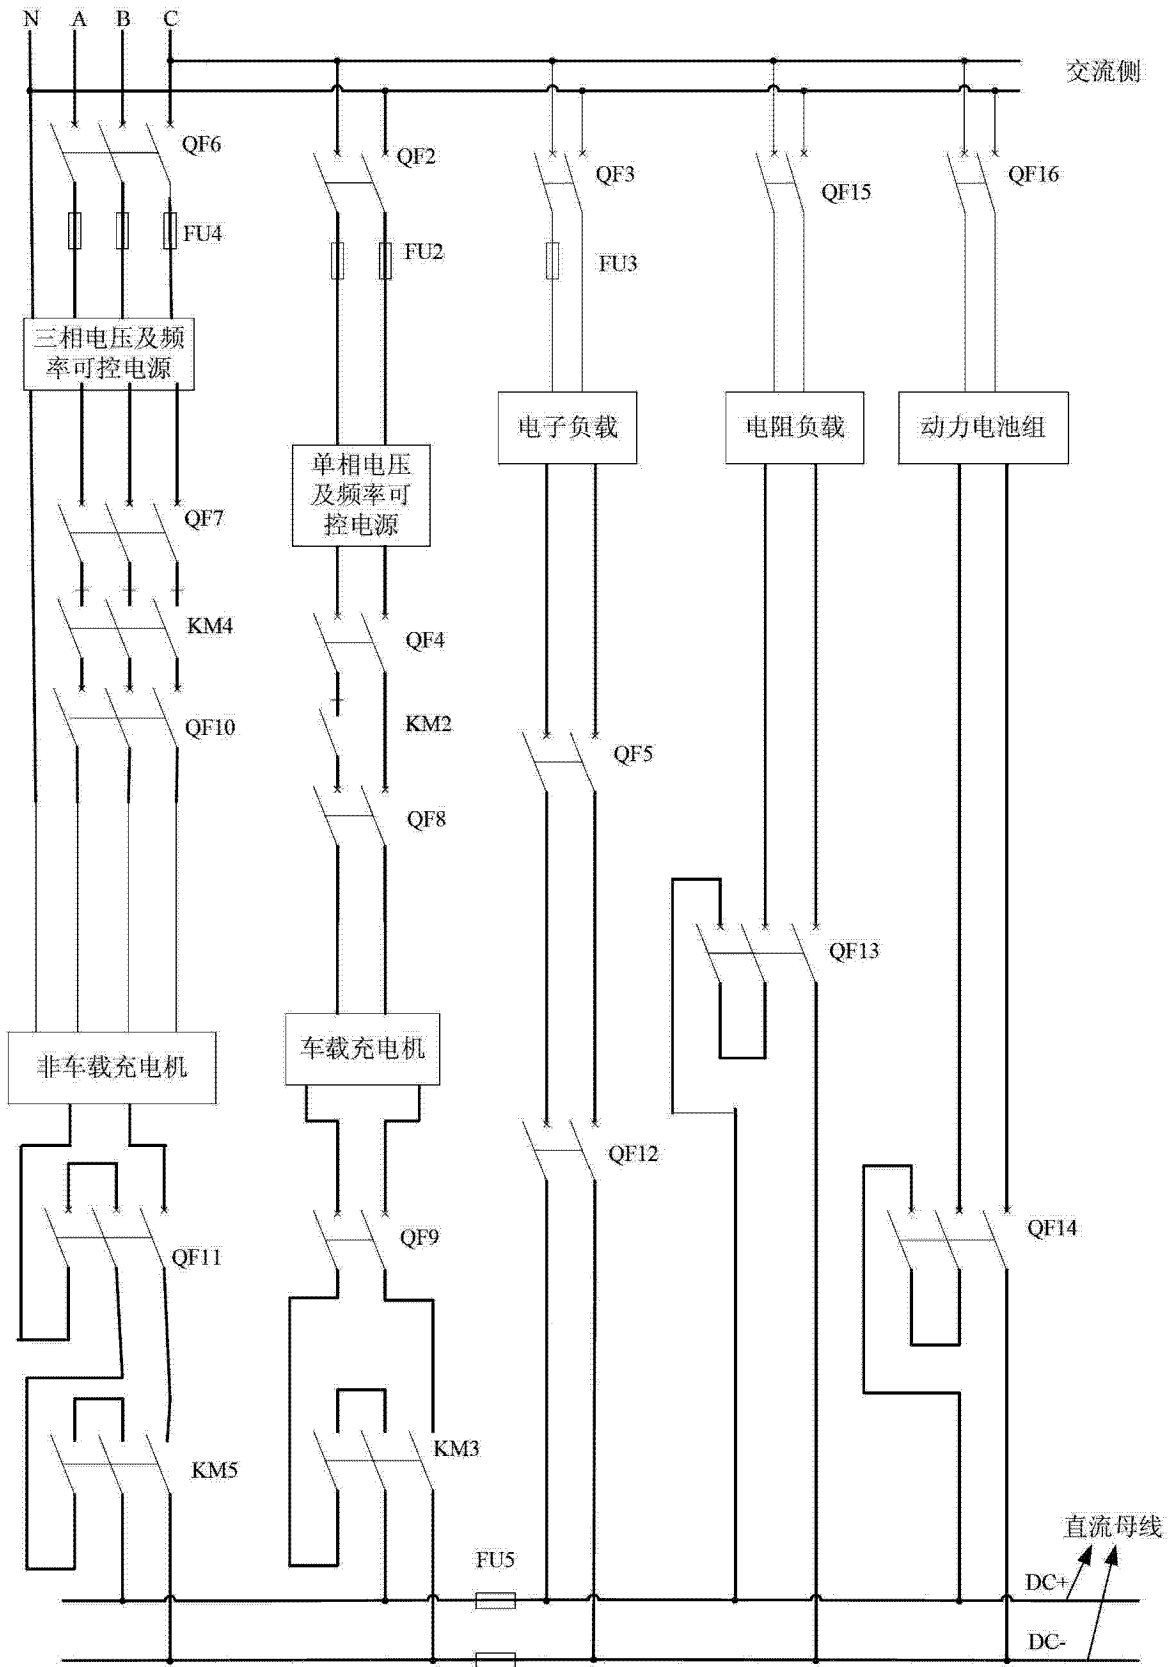 N A B C
交流侧
QF6
QF2
QF3
QF15
QF16
FU4
FU2
FU3
三相电压及频
率可控电源
电子负载
电阻负载
动力电池组
单相电压
及频率可
控电源
QF7
KM4
QF4
QF10
KM2
QF5
QF8
QF13
非车载充电机
车载充电机
QF12
QF11
QF9
QF14
KM5
KM3
直流母线
FU5
DC+
DC-